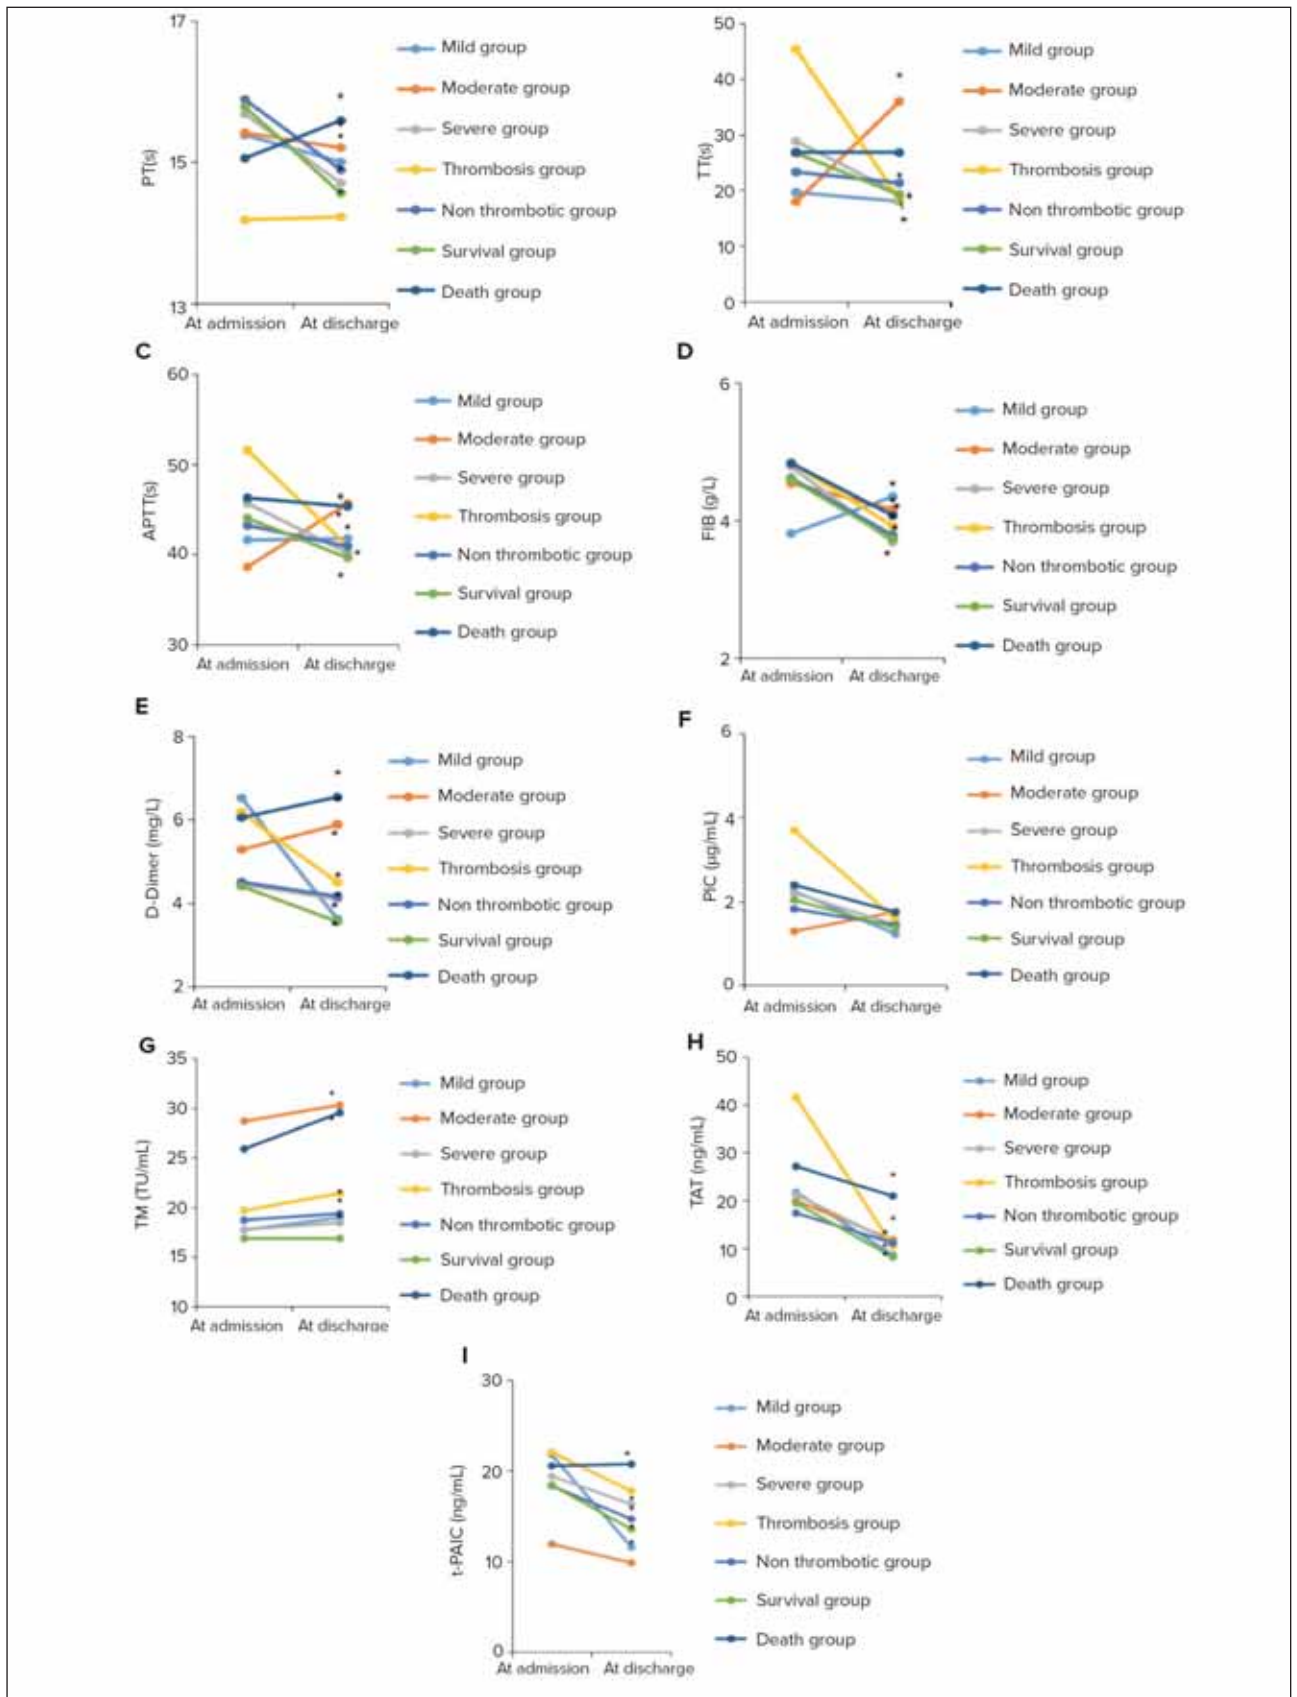 17
15
13
PT(s)
At admission At discharge
Mild group
Moderate group
Severe group
Thrombosis group
Non thrombotic group
Survival group
Death group
50
40
30
20
10
0
TT(s)
At admission At discharge
Mild group
Moderate group
Severe group
Thrombosis group
Non thrombotic group
Survival group
Death group
C
60
50
40
30
APTT(s)
At admission At discharge
Mild group
Moderate group
Severe group
Thrombosis group
Non thrombotic group
Survival group
Death group
D
6
4
2
FIB (g/L)
At admission At discharge
Mild group
Moderate group
Severe group
Thrombosis group
Non thrombotic group
Survival group
Death group
E
8
6
4
2
D-Dimer (mg/L)
At admission At discharge
Mild group
Moderate group
Severe group
Thrombosis group
Non thrombotic group
Survival group
Death group
F
6
4
2
0
PIC (µg/mL)
At admission At discharge
Mild group
Moderate group
Severe group
Thrombosis group
Non thrombotic group
Survival group
Death group
G
35
30
25
20
15
10
TM (TU/mL)
At admission At discharge
Mild group
Moderate group
Severe group
Thrombosis group
Non thrombotic group
Survival group
Death group
H
50
40
30
20
10
0
TAT (ng/mL)
At admission At discharge
Mild group
Moderate group
Severe group
Thrombosis group
Non thrombotic group
Survival group
Death group
I
30
20
10
0
t-PAIC (ng/mL)
At admission At discharge
Mild group
Moderate group
Severe group
Thrombosis group
Non thrombotic group
Survival group
Death group